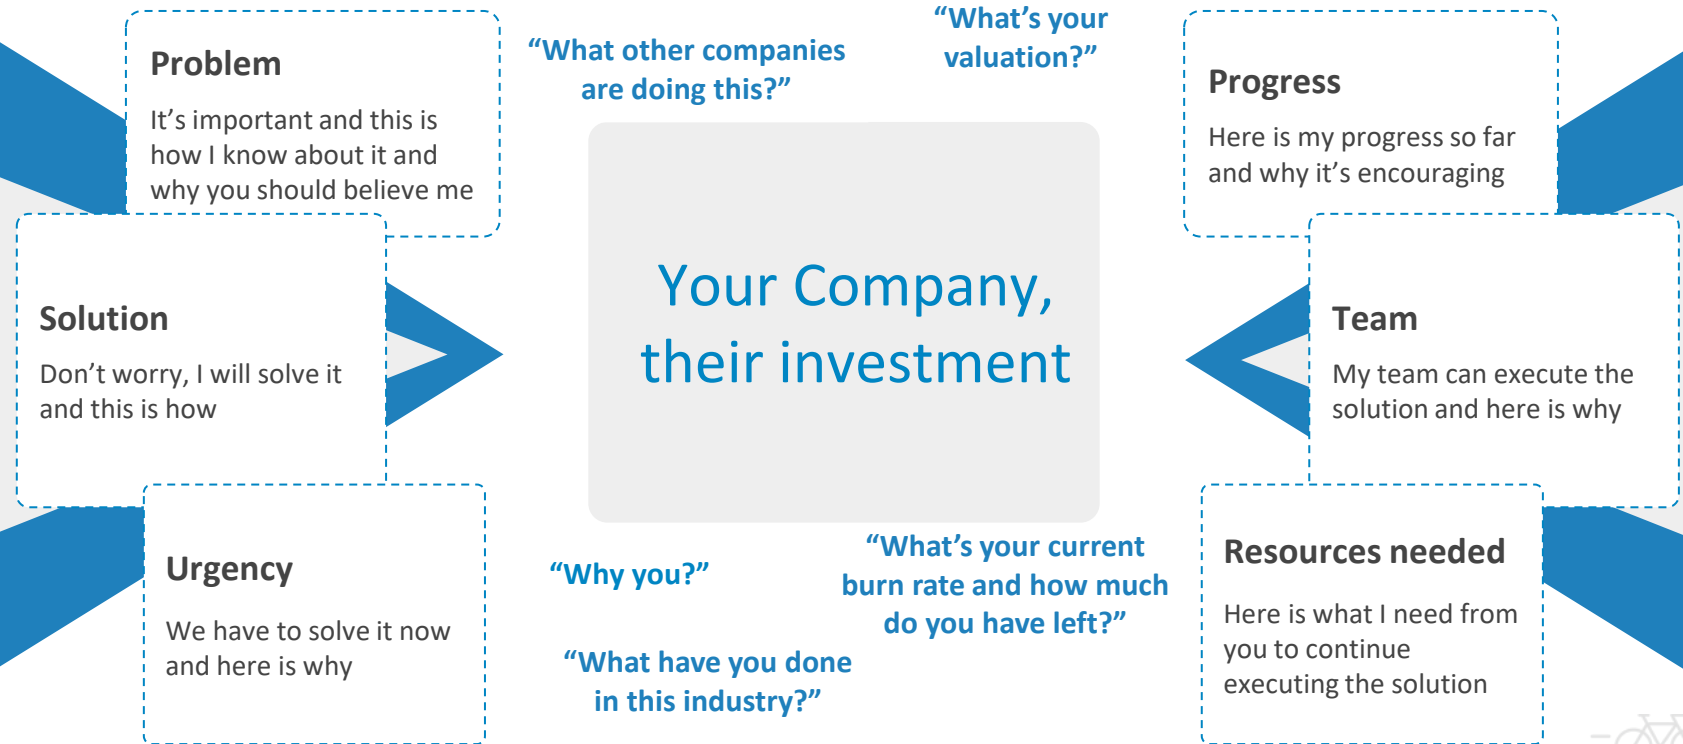 Problem
It’s important and this is
how I know about it and
why you should believe me
Solution
Don’t worry, I will solve it
and this is how
Urgency
We have to solve it now
and here is why
“What other companies
are doing this?”
“What’s your
valuation?”
Your Company,
their investment
“Why you?”
“What’s your current
burn rate and how much
do you have left?”
“What have you done
in this industry?”
Progress
Here is my progress so far
and why it’s encouraging
Team
My team can execute the
solution and here is why
Resources needed
Here is what I need from
you to continue
executing the solution